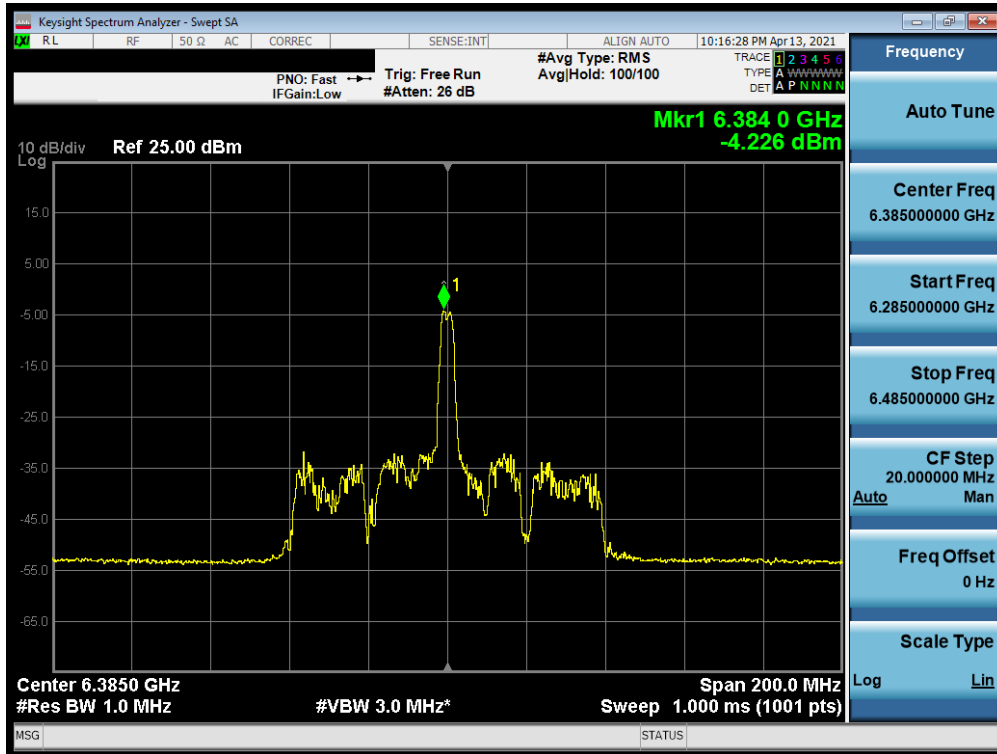 Keysight Spectrum Analyzer - Swept SA
LXI RL RF 50 Ω AC CORREC SENSE:INT ALIGN AUTO 10:16:28 PM Apr 13, 2021
PNO: Fast Trig: Free Run #Avg Type: RMS TRACE 1 2 3 4 5 6
IFGain:Low #Atten: 26 dB Avg|Hold: 100/100 TYPE A WWWWW
DET A P N N N N
Mkr1 6.384 0 GHz
-4.226 dBm
10 dB/div Ref 25.00 dBm
Log
15.0
5.00
1
-5.00
-15.0
-25.0
-35.0
-45.0
-55.0
-65.0
Center 6.3850 GHz Span 200.0 MHz
#Res BW 1.0 MHz #VBW 3.0 MHz* Sweep 1.000 ms (1001 pts)
MSG STATUS
Frequency
Auto Tune
Center Freq
6.385000000 GHz
Start Freq
6.285000000 GHz
Stop Freq
6.485000000 GHz
CF Step
20.000000 MHz
Auto Man
Freq Offset
0 Hz
Scale Type
Log Lin